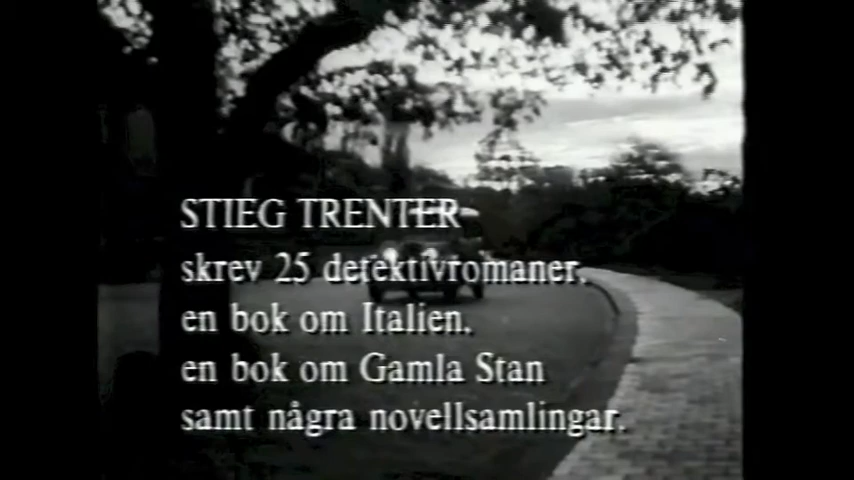 STIEG TRENTER
skrev 25 detektivromaner,
en bok om Italien,
en bok om Gamla Stan
samt några novellsamlingar.